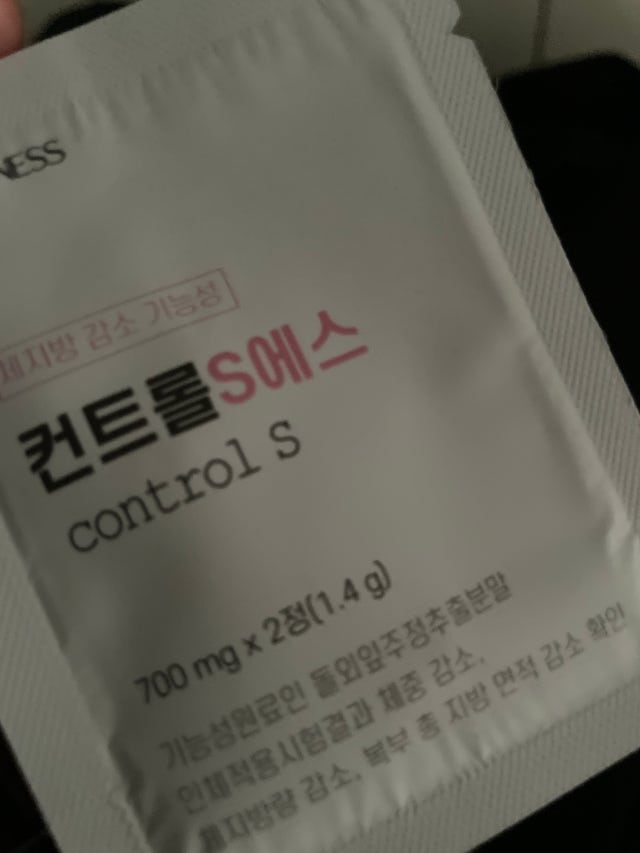 NESS
체지방 감소 기능성
컨트롤S에스
control S
700 mg x 2정(1.4 g)
기능성원료인 돌외잎주정추출분말
인체적용시험결과 체중 감소,
체지방량 감소, 복부 총 지방 면적 감소 확인